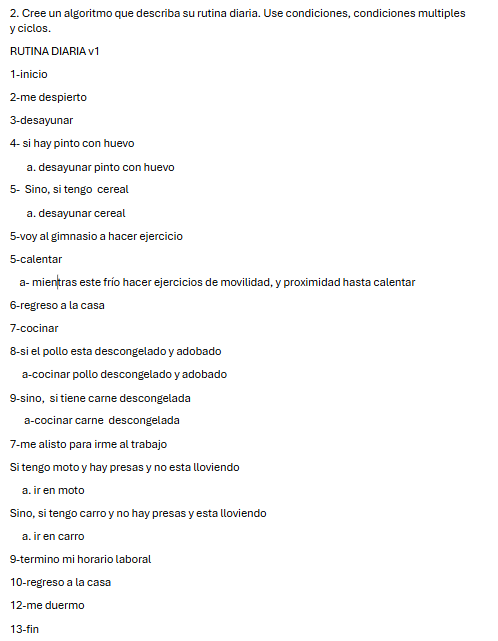 2. Cree un algoritmo que describa su rutina diaria. Use condiciones, condiciones multiples
y ciclos.
RUTINA DIARIA v1
1-inicio
2-me despierto
3-desayunar
4- si hay pinto con huevo
a. desayunar pinto con huevo
5- Sino, si tengo cereal
a. desayunar cereal
5-voy al gimnasio a hacer ejercicio
5-calentar
a- mientras este frío hacer ejercicios de movilidad, y proximidad hasta calentar
6-regreso a la casa
7-cocinar
8-si el pollo esta descongelado y adobado
a-cocinar pollo descongelado y adobado
9-sino, si tiene carne descongelada
a-cocinar carne descongelada
7-me alisto para irme al trabajo
Si tengo moto y hay presas y no esta lloviendo
a. ir en moto
Sino, si tengo carro y no hay presas y esta lloviendo
a. ir en carro
9-termino mi horario laboral
10-regreso a la casa
12-me duermo
13-fin